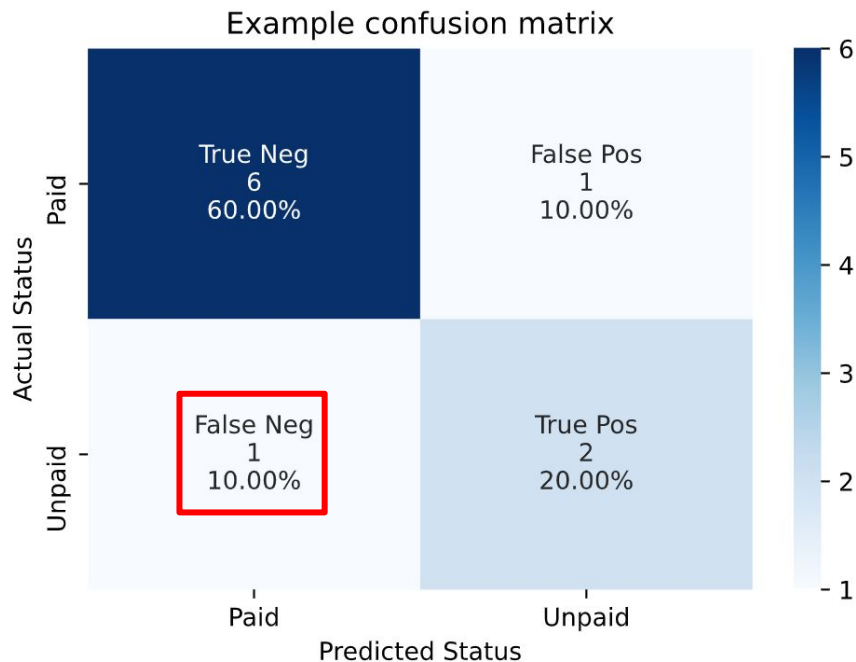 Example confusion matrix
True Neg
6
60.00%
False Pos
1
10.00%
False Neg
1
10.00%
True Pos
2
20.00%
Paid
Unpaid
Actual Status
Paid
Unpaid
Predicted Status
6
5
4
3
2
1